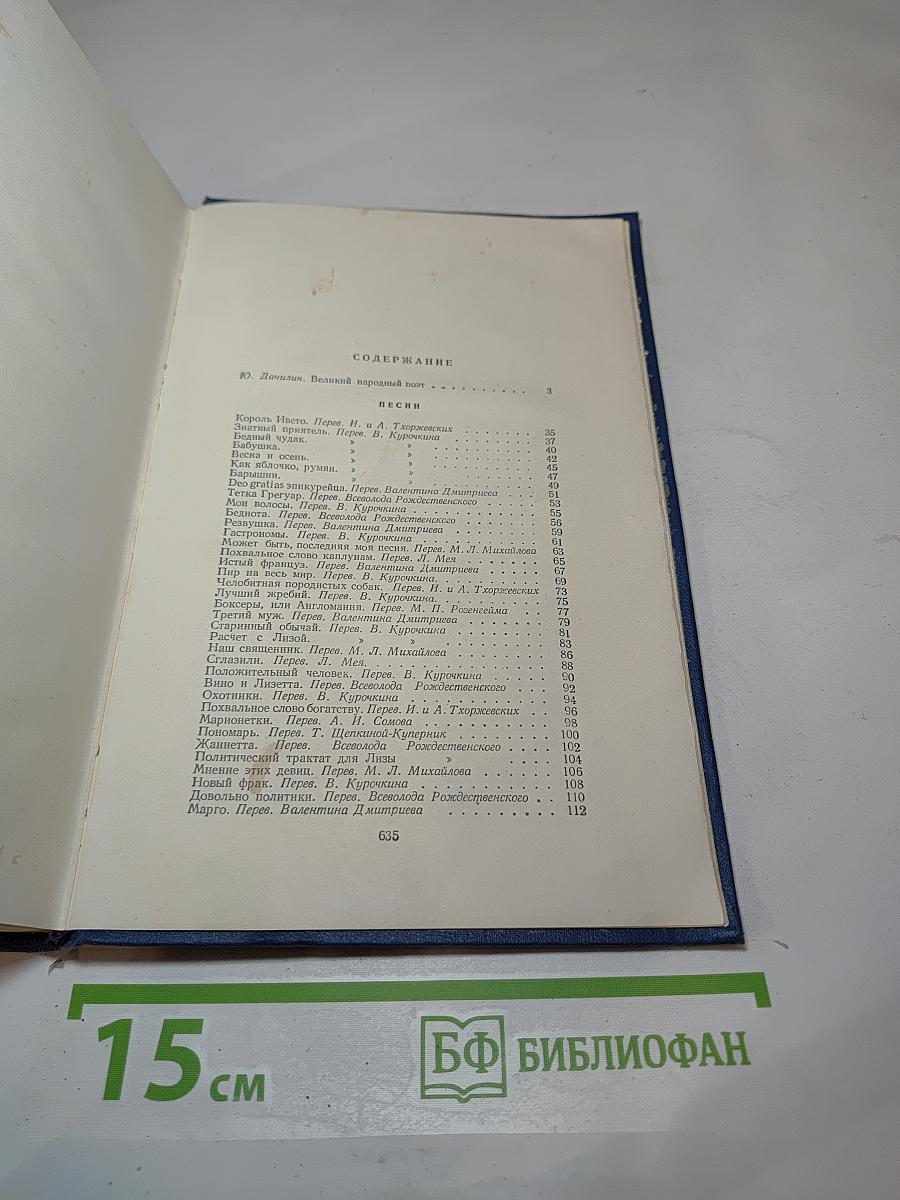 СОДЕРЖАНИЕ
Ю. Данилин. Великий народный поэт . . . . . . . . . . 3
ПЕСНИ
Король Ивето. Перев. И. и А. Тхоржевских . . . . . . . 35
Знатный приятель. Перев. В. Курочкина . . . . . . . . 37
Бедный чудак. » » . . . . . . . . 40
Бабушка. » » . . . . . . . . 42
Весна и осень. » » . . . . . . . . 45
Как яблочко, румян. » » . . . . . . . . 47
Барышни. » » . . . . . . . . 49
Deo gratias эпикурейца. Перев. Валентина Дмитриева . . . 51
Тетка Грегуар. Перев. Всеволода Рождественского . . . . . 53
Мои волосы. Перев. В. Курочкина . . . . . . . . . . 55
Беднота. Перев. Всеволода Рождественского . . . . . . . 56
Резвушка. Перев. Валентина Дмитриева . . . . . . . . 59
Гастрономы. Перев. В. Курочкина . . . . . . . . . . 61
Может быть, последняя моя песня. Перев. М. Л. Михайлова 63
Похвальное слово каплунам. Перев. Л. Мея . . . . . . . 65
Истый француз. Перев. Валентина Дмитриева . . . . . . 67
Пир на весь мир. Перев. В. Курочкина. . . . . . . . . 69
Челобитная породистых собак. Перев. И. и А. Тхоржевских 73
Лучший жребий. Перев. В. Курочкина. . . . . . . . . 75
Боксеры, или Англомания. Перев. М. П. Розенгейма . . 77
Третий муж. Перев. Валентина Дмитриева . . . . . . . 79
Старинный обычай. Перев. В. Курочкина . . . . . . . 81
Расчет с Лизой. » » . . . . . . . 83
Наш священник. Перев. М. Л. Михайлова . . . . . . . 86
Сглазили. Перев. Л. Мея. . . . . . . . . . . . . 88
Положительный человек. Перев. В. Курочкина . . . . . 90
Вино и Лизетта. Перев. Всеволода Рождественского . . . 92
Охотники. Перев. В. Курочкина . . . . . . . . . . 94
Похвальное слово богатству. Перев. И. и А. Тхоржевских . . 96
Марионетки. Перев. А. И. Сомова . . . . . . . . . 98
Пономарь. Перев. Т. Щепкиной-Куперник . . . . . . . 100
Жаннетта. Перев. Всеволода Рождественского . . . . 102
Политический трактат для Лизы » . . . . 104
Мнение этих девиц. Перев. М. Л. Михайлова . . . . . . 106
Новый фрак. Перев. В. Курочкина . . . . . . . . . 108
Довольно политики. Перев. Всеволода Рождественского . . 110
Марго. Перев. Валентина Дмитриева . . . . . . . . 112
635
15 см
БФ БИБЛИОФАН